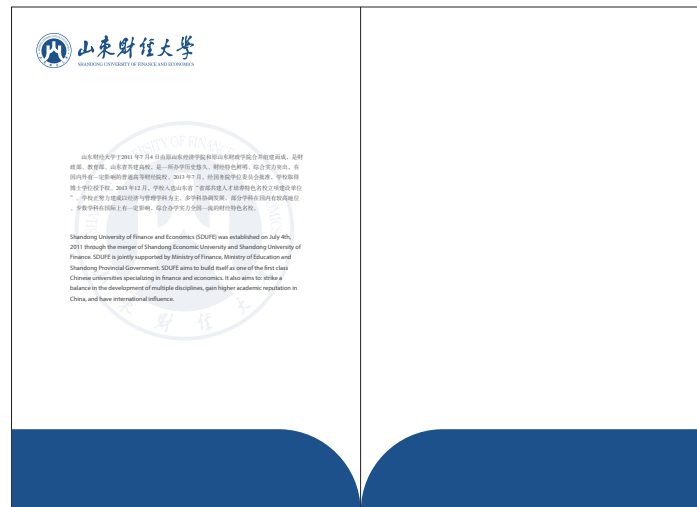 山东财经大学
SHANDONG UNIVERSITY OF FINANCE AND ECONOMICS
山东财经大学于2011 年7 月4 日由原山东经济学院和原山东财政学院合并组建而成，是财
政部、教育部、山东省共建高校，是一所办学历史悠久、财经特色鲜明、综合实力突出、在
国内外有一定影响的普通高等财经院校。2013 年7 月，经国务院学位委员会批准，学校取得
博士学位授予权。2013 年12 月，学校入选山东省“省部共建人才培养特色名校立项建设单位
”。学校正努力建成以经济与管理学科为主、多学科协调发展，部分学科在国内有较高地位
、少数学科在国际上有一定影响，综合办学实力全国一流的财经特色名校。
Shandong University of Finance and Economics (SDUFE) was established on July 4th,
2011 through the merger of Shandong Economic University and Shandong University of
Finance. SDUFE is jointly supported by Ministry of Finance, Ministry of Education and
Shandong Provincial Government. SDUFE aims to build itself as one of the first class
Chinese universities specializing in finance and economics. It also aims to: strike a
balance in the development of multiple disciplines, gain higher academic reputation in
China, and have international influence.